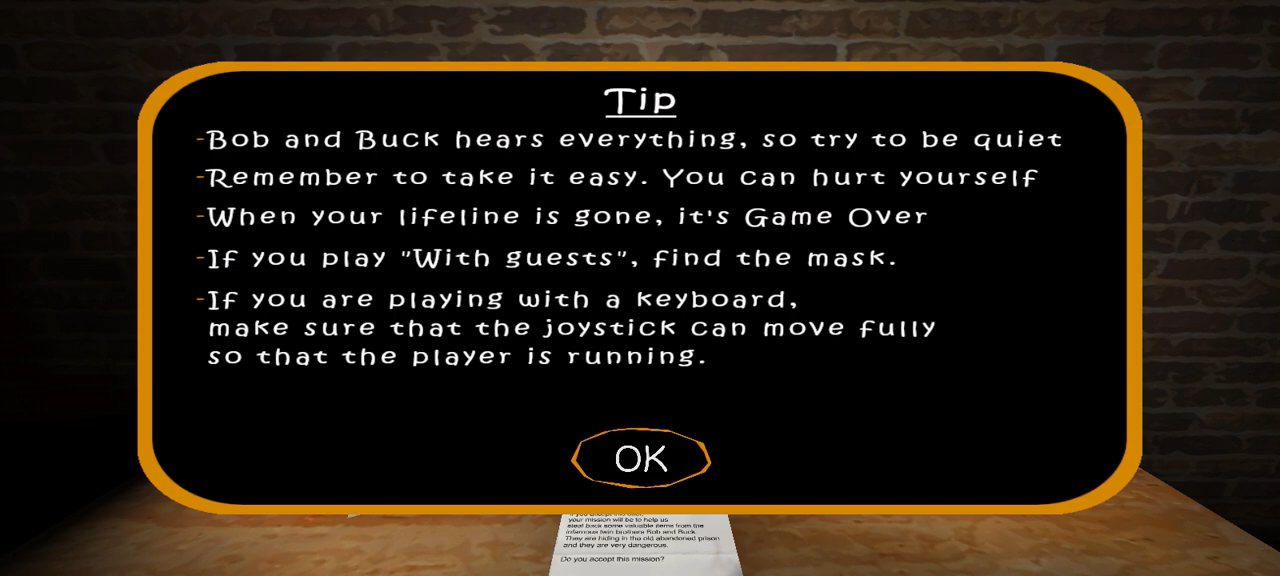 Tip
-Bob and Buck hears everything, so try to be quiet
-Remember to take it easy. You can hurt yourself
-When your lifeline is gone, it's Game Over
-If you play "With guests", find the mask.
-If you are playing with a keyboard,
make sure that the joystick can move fully
so that the player is running.
OK
your mission will be to help us
steal back some valuable items from the
infamous twin brothers Bob and Buck.
They are hiding in the old abandoned prison
and they are very dangerous.
Do you accept this mission?